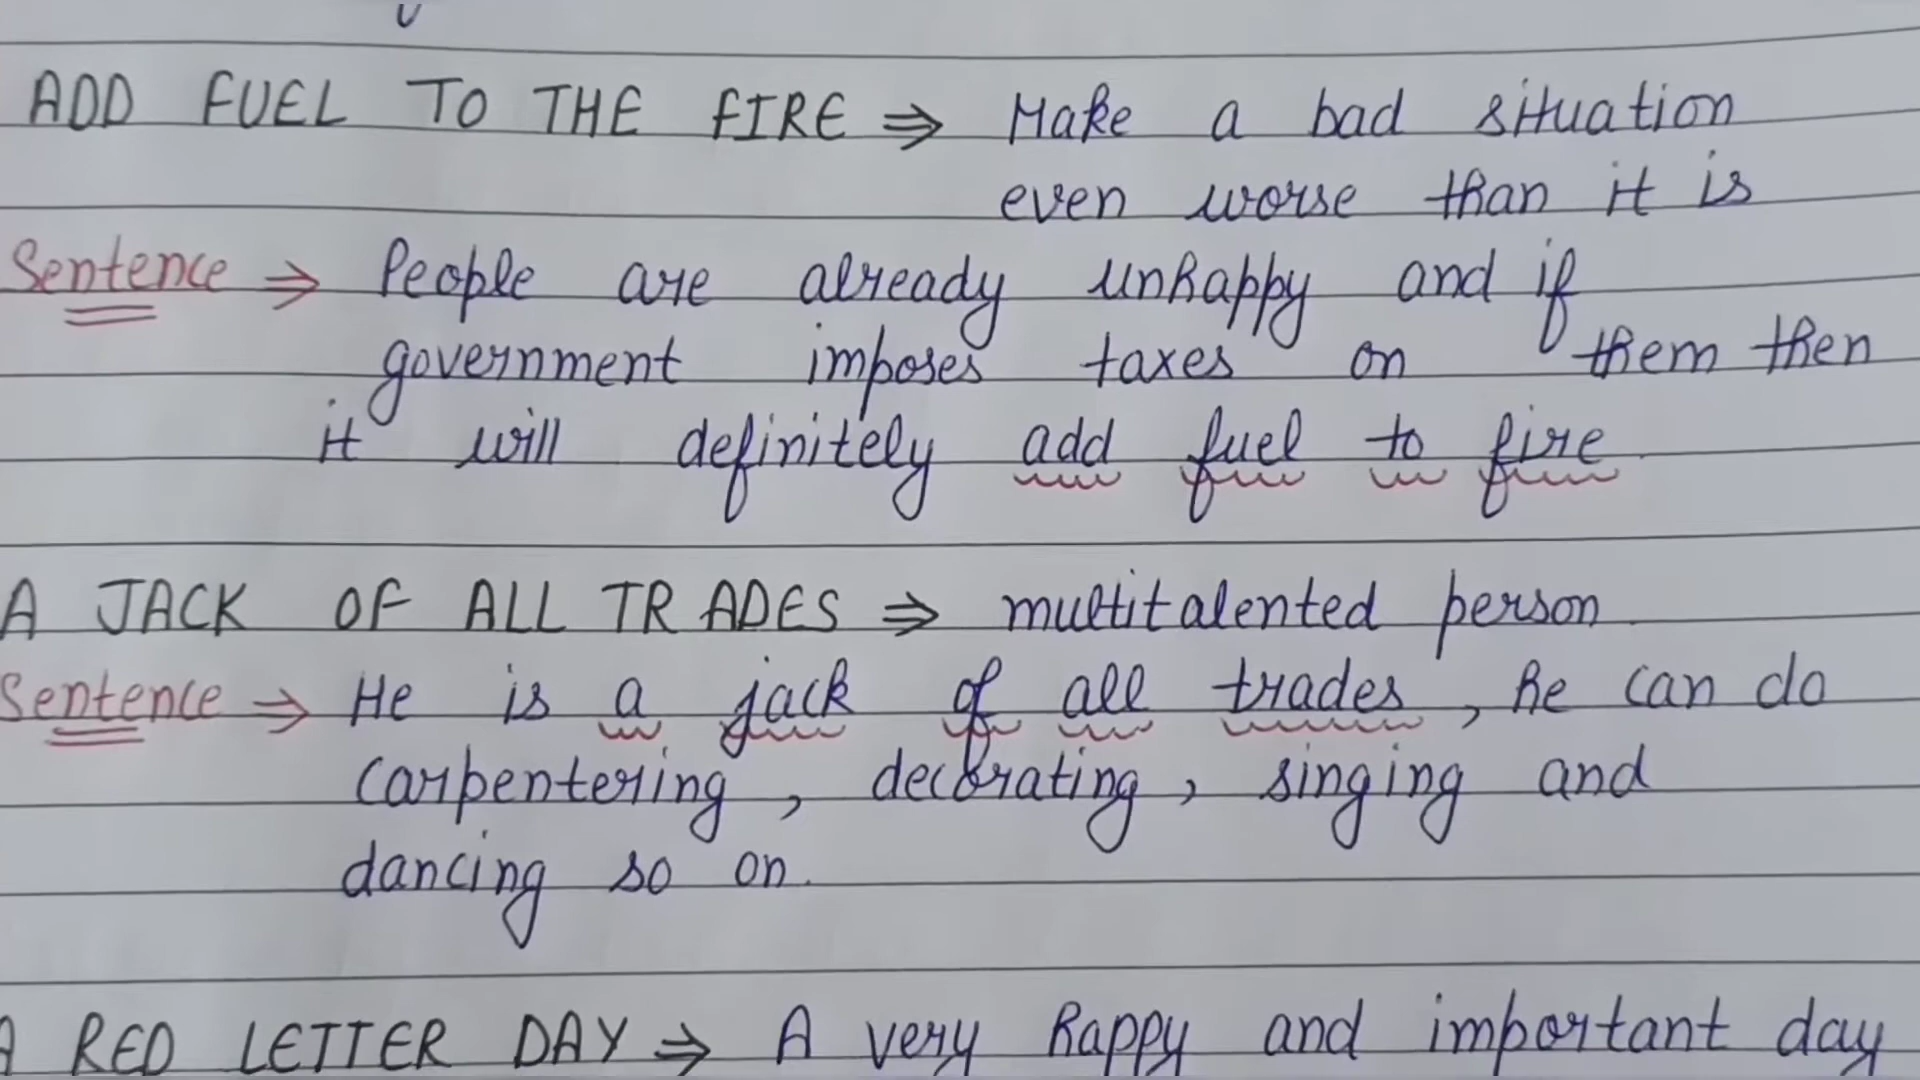 ADD FUEL TO THE FIRE ⇒ Make a bad situation
even worse than it is
Sentence ⇒ People are already unhappy and if
government imposes taxes on them then
it will definitely add fuel to fire
A JACK OF ALL TRADES ⇒ multitalented person
Sentence ⇒ He is a jack of all trades, he can do
carpentering, decorating, singing and
dancing so on.
A RED LETTER DAY ⇒ A very happy and important day